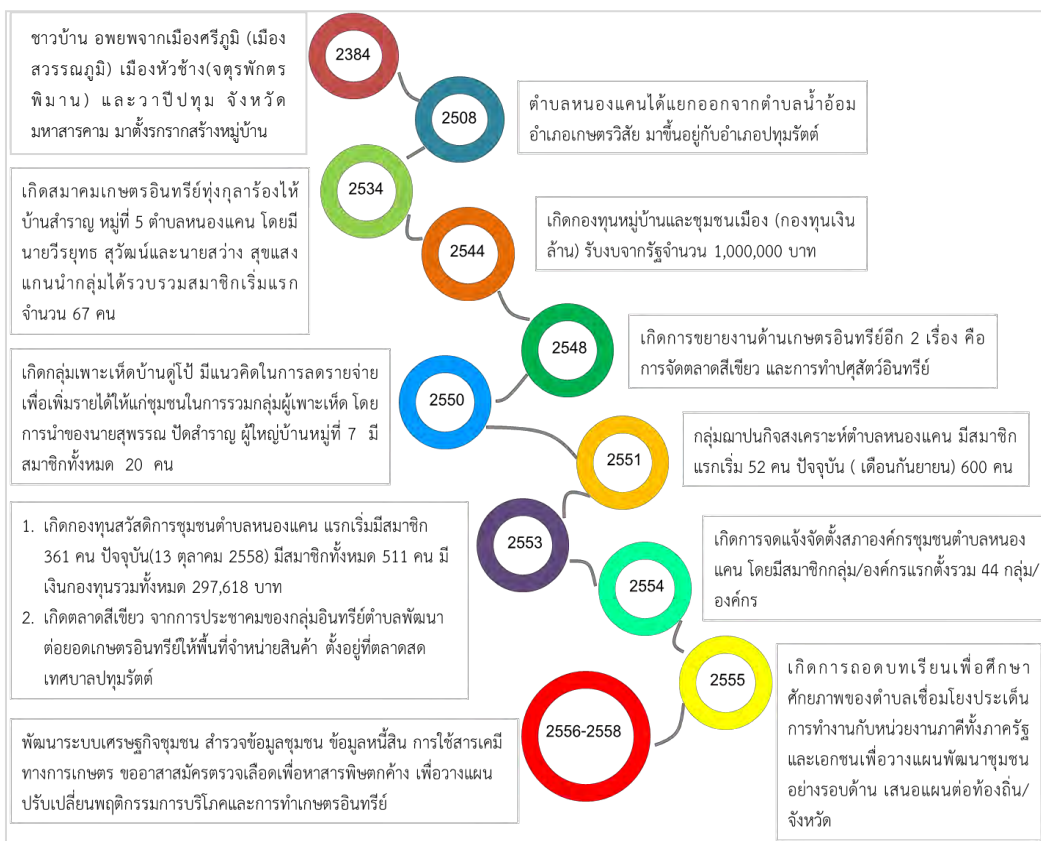 ชาวบ้าน อพยพจากเมืองศรีภูมิ (เมือง
สวรรณภูมิ) เมืองหัวช้าง(จตุรพักตร
พิมาน) และวาปีปทุม จังหวัด
มหาสารคาม มาตั้งรกรากสร้างหมู่บ้าน
2384
2508
ตำบลหนองแคนได้แยกออกจากตำบลน้ำอ้อม
อำเภอเกษตรวิสัย มาขึ้นอยู่กับอำเภอปทุมรัตต์
เกิดสมาคมเกษตรอินทรีย์ทุ่งกุลาร้องไห้
บ้านสำราญ หมู่ที่ 5 ตำบลหนองแคน โดยมี
นายวีรยุทธ สุวัฒน์และนายสว่าง สุขแสง
แกนนำกลุ่มได้รวบรวมสมาชิกเริ่มแรก
จำนวน 67 คน
2534
2544
เกิดกองทุนหมู่บ้านและชุมชนเมือง (กองทุนเงิน
ล้าน) รับงบจากรัฐจำนวน 1,000,000 บาท
2548
เกิดการขยายงานด้านเกษตรอินทรีย์อีก 2 เรื่อง คือ
การจัดตลาดสีเขียว และการทำปศุสัตว์อินทรีย์
เกิดกลุ่มเพาะเห็ดบ้านดู่โป้ มีแนวคิดในการลดรายจ่าย
เพื่อเพิ่มรายได้ให้แก่ชุมชนในการรวมกลุ่มผู้เพาะเห็ด โดย
การนำของนายสุพรรณ ปัดสำราญ ผู้ใหญ่บ้านหมู่ที่ 7 มี
สมาชิกทั้งหมด 20 คน
2550
2551
กลุ่มฌาปนกิจสงเคราะห์ตำบลหนองแคน มีสมาชิก
แรกเริ่ม 52 คน ปัจจุบัน ( เดือนกันยายน) 600 คน
1. เกิดกองทุนสวัสดิการชุมชนตำบลหนองแคน แรกเริ่มมีสมาชิก
361 คน ปัจจุบัน(13 ตุลาคม 2558) มีสมาชิกทั้งหมด 511 คน มี
เงินกองทุนรวมทั้งหมด 297,618 บาท
2. เกิดตลาดสีเขียว จากการประชาคมของกลุ่มอินทรีย์ตำบลพัฒนา
ต่อยอดเกษตรอินทรีย์ให้พื้นที่จำหน่ายสินค้า ตั้งอยู่ที่ตลาดสด
เทศบาลปทุมรัตต์
2553
2554
เกิดการจดแจ้งจัดตั้งสภาองค์กรชุมชนตำบลหนอง
แคน โดยมีสมาชิกกลุ่ม/องค์กรแรกตั้งรวม 44 กลุ่ม/
องค์กร
2555
เกิดการถอดบทเรียนเพื่อศึกษา
ศักยภาพของตำบลเชื่อมโยงประเด็น
การทำงานกับหน่วยงานภาคีทั้งภาครัฐ
และเอกชนเพื่อวางแผนพัฒนาชุมชน
อย่างรอบด้าน เสนอแผนต่อท้องถิ่น/
จังหวัด
2556-2558
พัฒนาระบบเศรษฐกิจชุมชน สำรวจข้อมูลชุมชน ข้อมูลหนี้สิน การใช้สารเคมี
ทางการเกษตร ขออาสาสมัครตรวจเลือดเพื่อหาสารพิษตกค้าง เพื่อวางแผน
ปรับเปลี่ยนพฤติกรรมการบริโภคและการทำเกษตรอินทรีย์